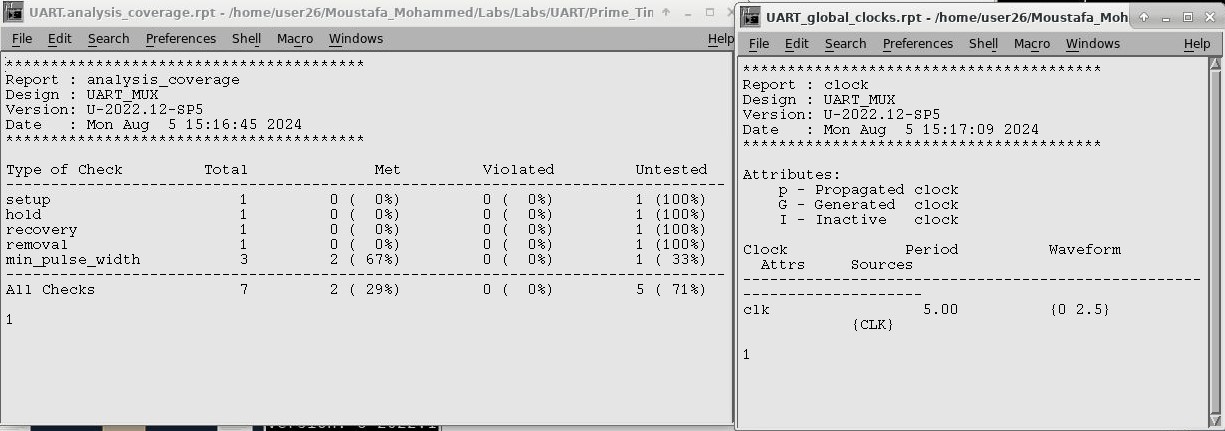 UART.analysis_coverage.rpt - /home/user26/Moustafa_Mohammed/Labs/Labs/UART/Prime_Tin
File Edit Search Preferences Shell Macro Windows Help
****************************************
Report : analysis_coverage
Design : UART_MUX
Version: U-2022.12-SP5
Date   : Mon Aug  5 15:16:45 2024
****************************************
Type of Check         Total              Met         Violated         Untested
--------------------------------------------------------------------------------
setup                     1         0 (  0%)         0 (  0%)         1 (100%)
hold                      1         0 (  0%)         0 (  0%)         1 (100%)
recovery                  1         0 (  0%)         0 (  0%)         1 (100%)
removal                   1         0 (  0%)         0 (  0%)         1 (100%)
min_pulse_width           3         2 ( 67%)         0 (  0%)         1 ( 33%)
--------------------------------------------------------------------------------
All Checks                7         2 ( 29%)         0 (  0%)         5 ( 71%)
1
UART_global_clocks.rpt - /home/user26/Moustafa_Moh
File Edit Search Preferences Shell Macro Windows Help
****************************************
Report : clock
Design : UART_MUX
Version: U-2022.12-SP5
Date   : Mon Aug  5 15:17:09 2024
****************************************
Attributes:
p - Propagated clock
G - Generated  clock
I - Inactive   clock
Clock             Period          Waveform
Attrs     Sources
---------------------------------------------------
--------------------
clk                 5.00          {0 2.5}
{CLK}
1